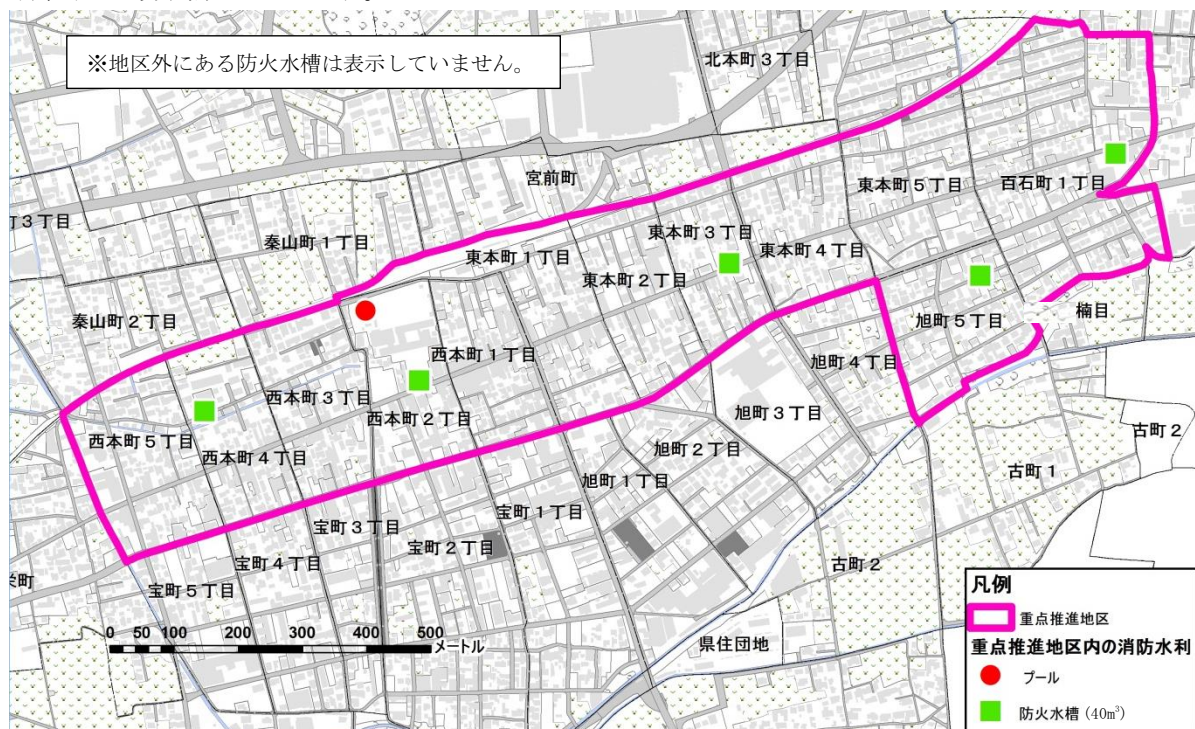 ※地区外にある防火水槽は表示していません。
北本町3丁目
宮前町
東本町5丁目
百石町1丁目
町3丁目
秦山町1丁目
東本町3丁目
東本町4丁目
東本町1丁目
東本町2丁目
秦山町2丁目
旭町5丁目
楠目
西本町1丁目
旭町4丁目
西本町3丁目
西本町2丁目
旭町3丁目
西本町5丁目
西本町4丁目
古町2
旭町2丁目
古町1
旭町1丁目
宝町1丁目
宝町3丁目
宝町2丁目
宝町4丁目
古町2
栄町
宝町5丁目
県住団地
0 50 100 200 300 400 500
メートル
凡例
重点推進地区
重点推進地区内の消防水利
プール
防火水槽 (40m³)